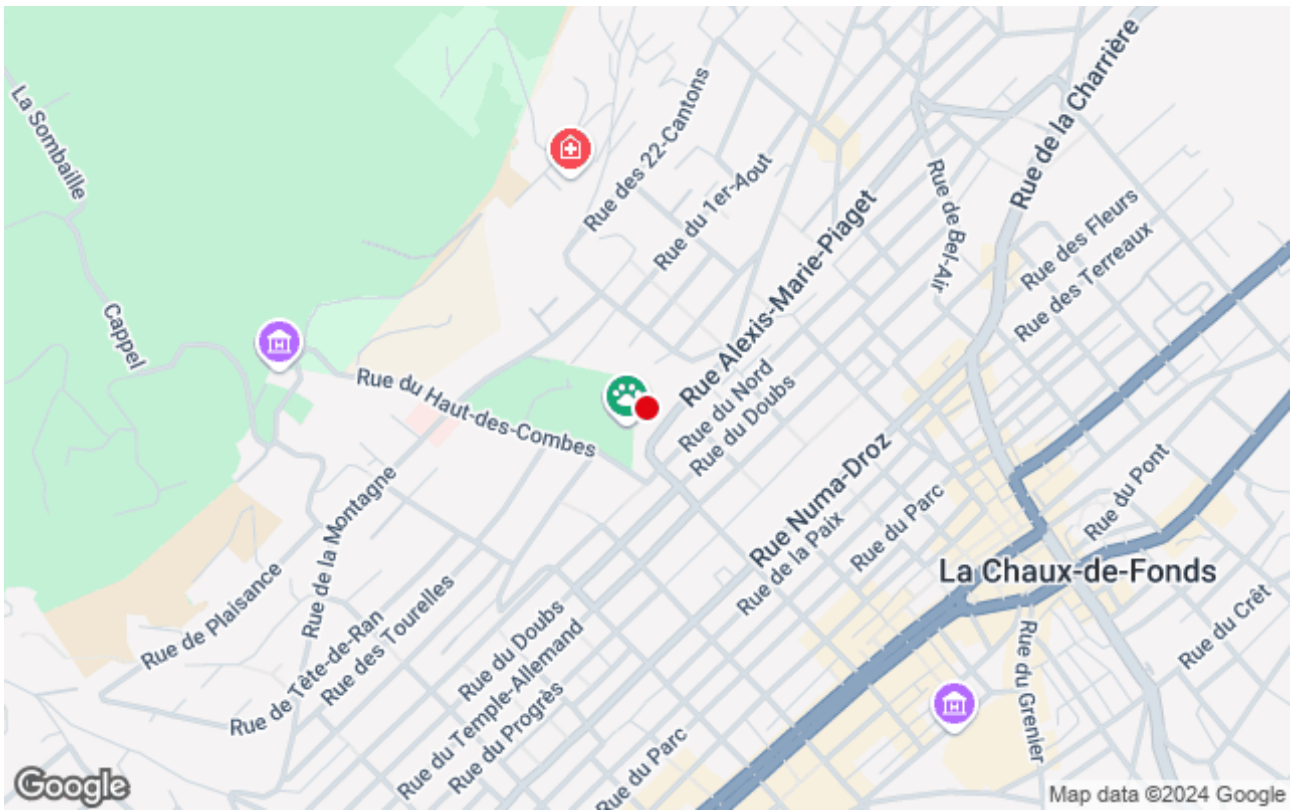 Rue de la Charrière
La Sombaille
Rue des 22-Cantons
Rue du 1er-Aout
Rue de Bel-Air
Rue des Fleurs
Rue des Terreaux
Rue Alexis-Marie-Piaget
Cappel
Rue du Haut-des-Combes
Rue du Nord
Rue du Doubs
Rue Numa-Droz
Rue du Parc
Rue du Pont
Rue de la Montagne
Rue de la Paix
La Chaux-de-Fonds
Rue de Plaisance
Rue du Crêt
Rue des Tourelles
Rue de Tête-de-Ran
Rue du Doubs
Rue du Temple-Allemand
Rue du Progrès
Rue du Grenier
Rue du Parc
Google
Map data ©2024 Google